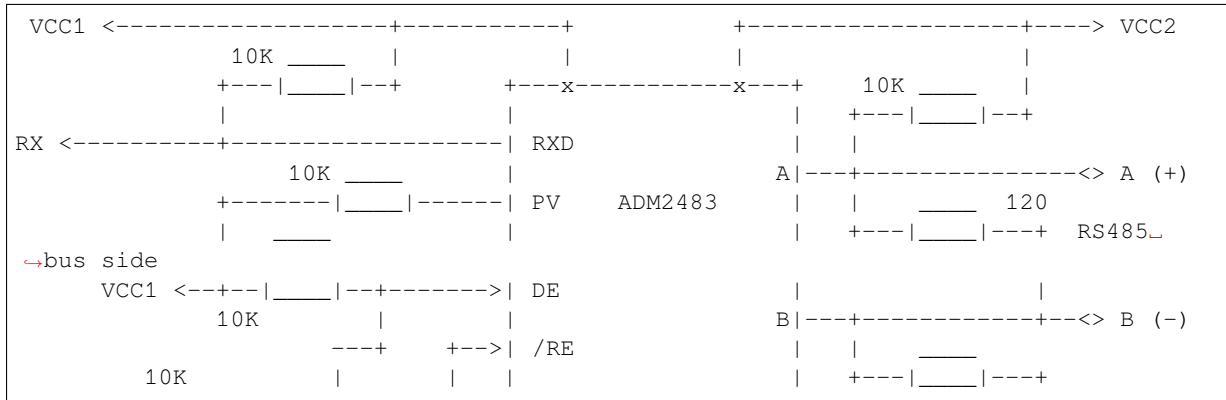 VCC1 <-----------------+----------+           +-----------------+----> VCC2
              10K ____  |          |           |                 |
             +---|____|--+      +---x-----------x---+    10K ____   |
             |                  |                   |   +---|____|--+
RX <---------+-------------------| RXD              |   |
                 10K ____       |                 A|---+---------------<> A (+)
             +-------|____|------| PV     ADM2483     |   |    ____  120
             |   ____           |                   |   +---|____|---+  RS485␣
↪bus side
      VCC1 <--+--|____|--+------->| DE                |            |
             10K        |       |                 B|---+------------+--<> B (-)
                     ---+    +-->| /RE               |   |    ____
         10K            |       |   |                   |   +---|____|---+